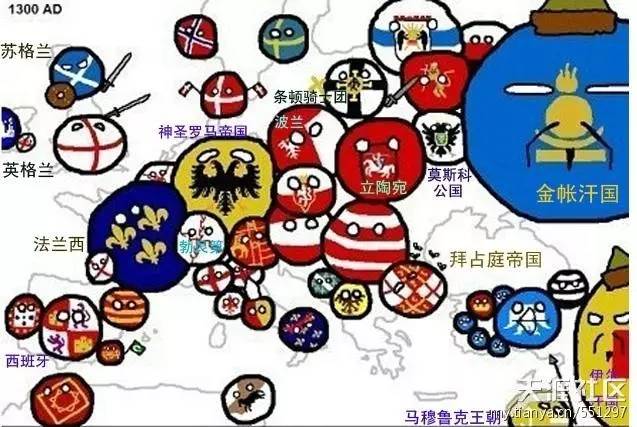 1300 AD
苏格兰
条顿骑士团
波兰
神圣罗马帝国
英格兰
立陶宛
莫斯科
公国
金帐汗国
法兰西
勃艮第
拜占庭帝国
西班牙
伊尔
汗国
马穆鲁克王朝
天涯社区
tianya.cn/551297